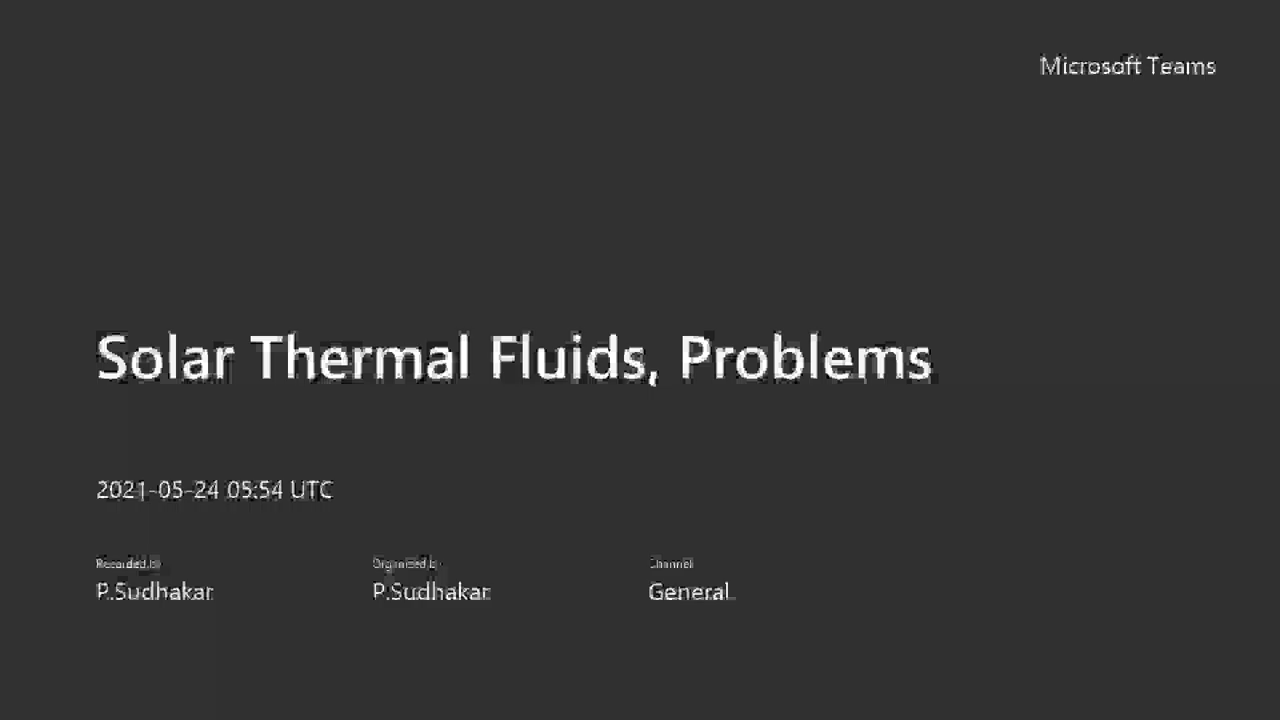 Microsoft Teams
Solar Thermal Fluids, Problems
2021-05-24 05:54 UTC
Recorded by Organized by Channel
P.Sudhakar P.Sudhakar General